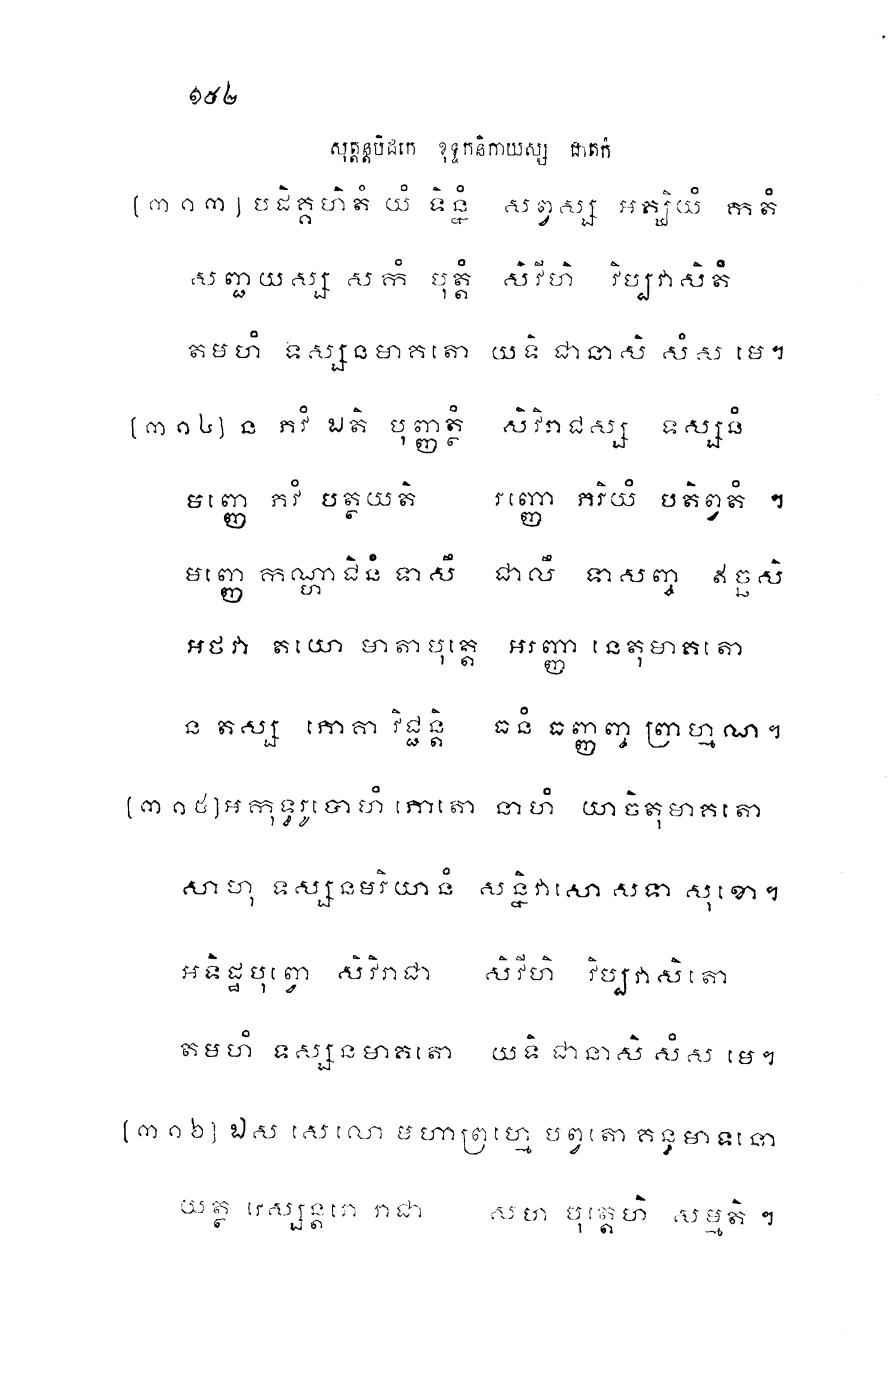 ១៩២
សុត្តន្តបិដកេ ខុទ្ទកនិកាយស្ស ជាតកំ
[៣១៣] បដិគ្គហិតំ យំ ទិន្នំ សព្វស្ស អគ្ឃិយំ កតំ
សញ្ជយស្ស សកំ បុត្តំ សិវីហិ វិប្បវាសិតំ
តមហំ ទស្សនមាគតោ យទិ ជានាសិ សំស មេ។
[៣១៤] ន ភវំ ឯតិ បុញ្ញត្ថំ សិវិរាជស្ស ទស្សនំ
មញ្ញេ ភវំ បត្ថយតិ រញ្ញោ ភរិយំ បតិព្វតំ ។
មញ្ញេ កណ្ហាជិនំ ទាសឹ ជាលឹ ទាសញ្ច ឥច្ឆសិ
អថវា តយោ មាតាបុត្តេ អរញ្ញា នេតុមាគតោ
ន តស្ស ភោគា វិជ្ជន្តិ ធនំ ធញ្ញញ្ច ព្រាហ្មណ។
[៣១៥] អកុទ្ធរូបោហំ ភោតោ នាហំ យាចិតុមាគតោ
សាហុ ទស្សនមរិយានំ សន្និវាសោ សទា សុខោ។
អទិដ្ឋបុព្វោ សិវិរាជា សិវីហិ វិប្បវាសិតោ
តមហំ ទស្សនមាគតោ យទិ ជានាសិ សំស មេ។
[៣១៦] ឯស សេលោ មហាព្រហ្មេ បព្វតោ គន្ធមាទនោ
យត្ថ វេស្សន្តរោ រាជា សហ បុត្តេហិ សម្មតិ ។